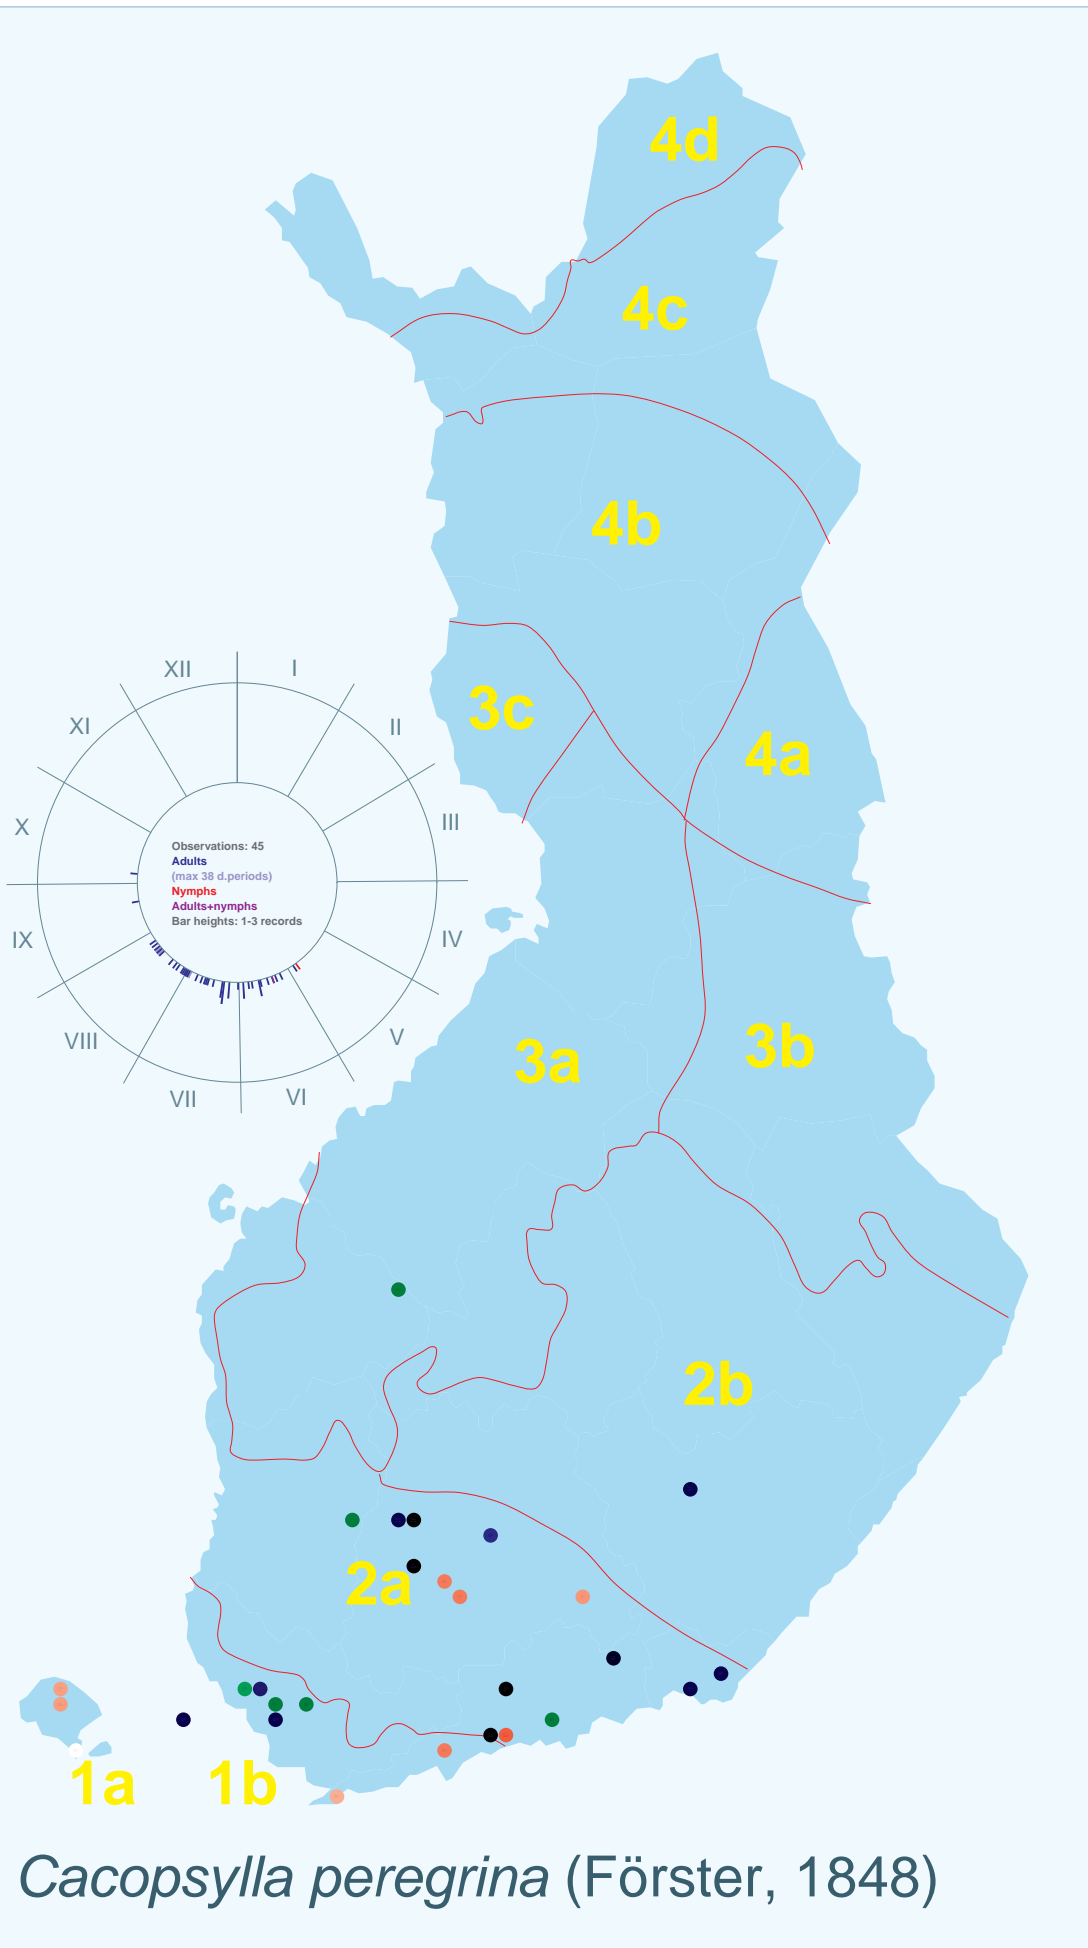 4d
4c
4b
3c
4a
XII
I
XI
II
X
III
Observations: 45
Adults
(max 38 d.periods)
Nymphs
Adults+nymphs
Bar heights: 1-3 records
IX
IV
VIII
V
VII
VI
3a
3b
2b
2a
1a
1b
Cacopsylla peregrina (Förster, 1848)